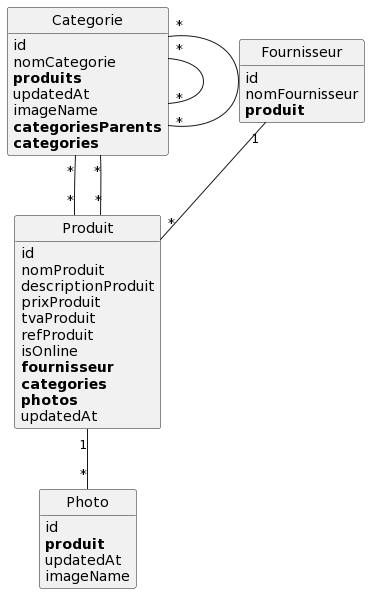 Categorie
id
nomCategorie
produits
updatedAt
imageName
categoriesParents
categories
*
*
*
*
Fournisseur
id
nomFournisseur
produit
1
*
*
*
*
*
Produit
id
nomProduit
descriptionProduit
prixProduit
tvaProduit
refProduit
isOnline
fournisseur
categories
photos
updatedAt
1
*
Photo
id
produit
updatedAt
imageName